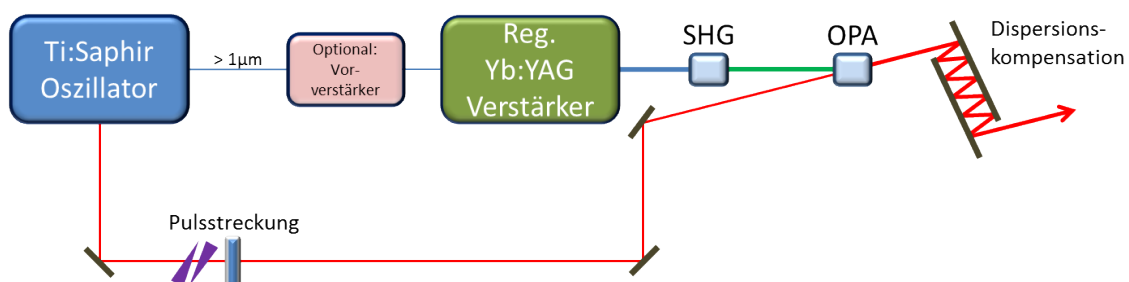 Ti:Saphir
Oszillator
> 1µm
Optional:
Vor-
verstärker
Reg.
Yb:YAG
Verstärker
SHG
OPA
Dispersions-
kompensation
Pulsstreckung